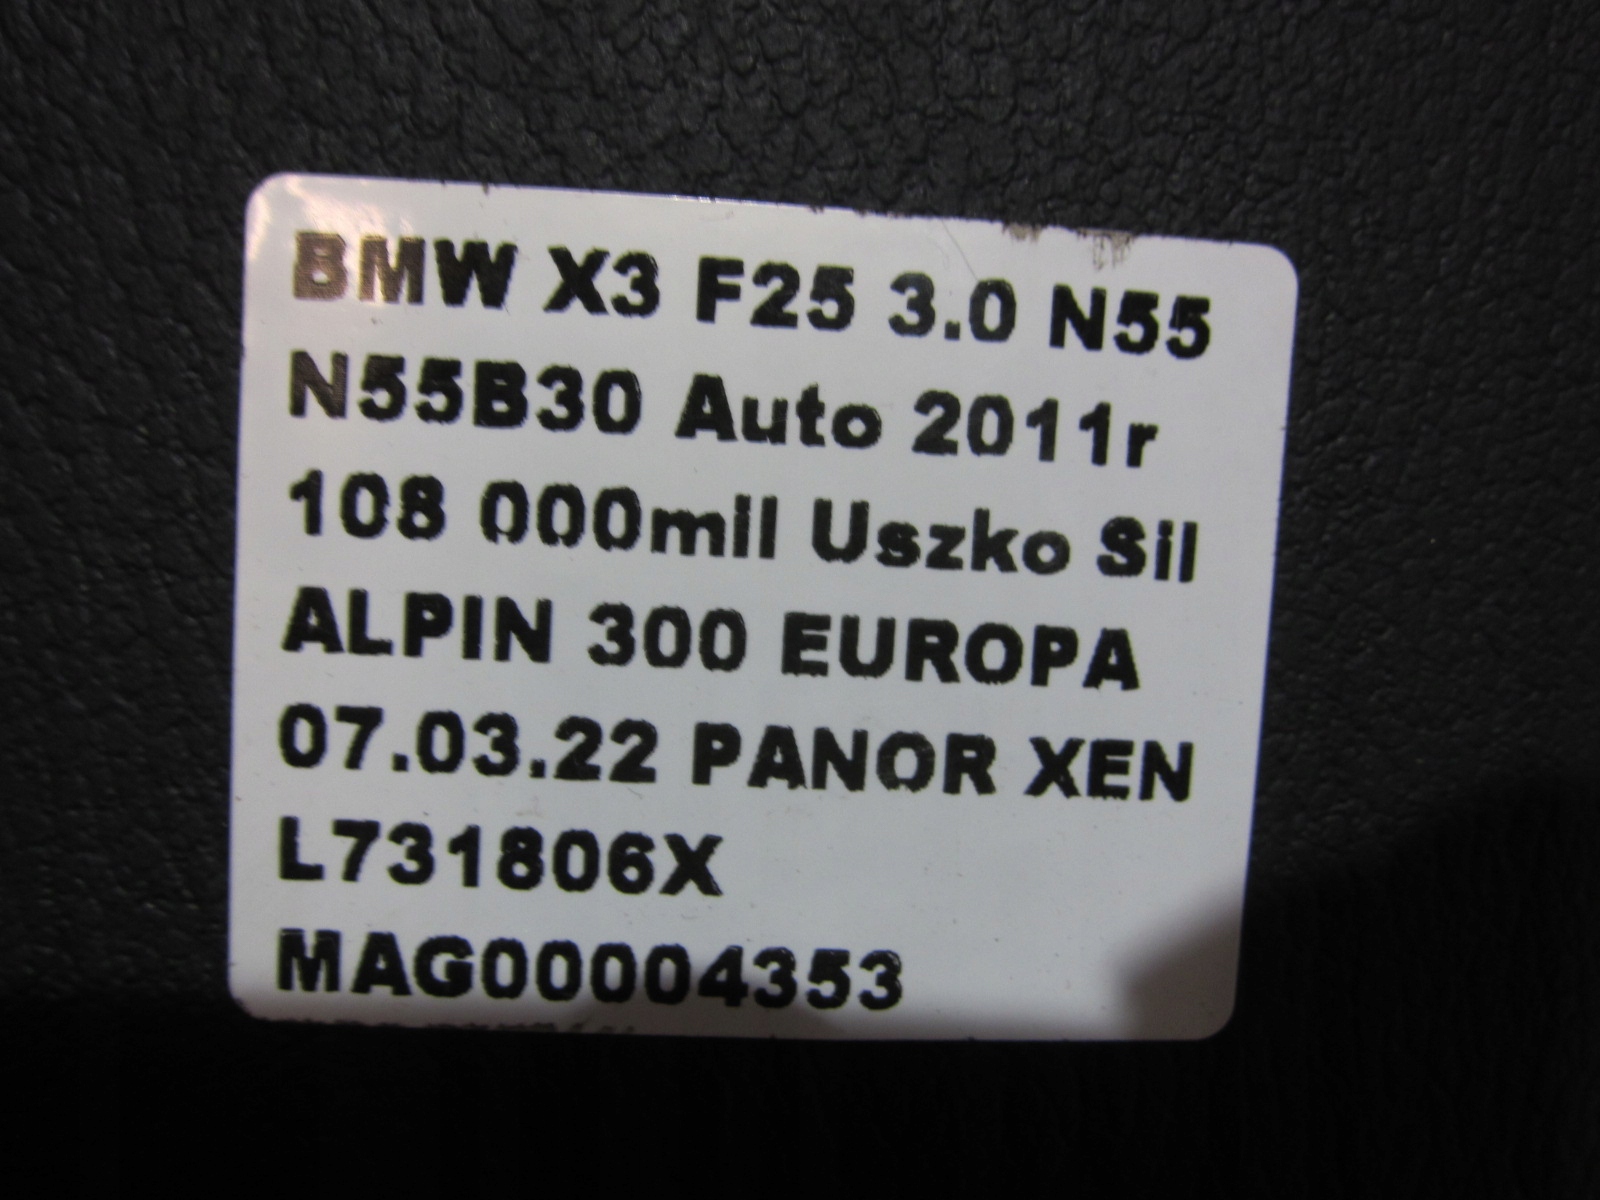 BMW X3 F25 3.0 N55
N55B30 Auto 2011r
108 000mil Uszko Sil
ALPIN 300 EUROPA
07.03.22 PANOR XEN
L731806X
MAG00004353